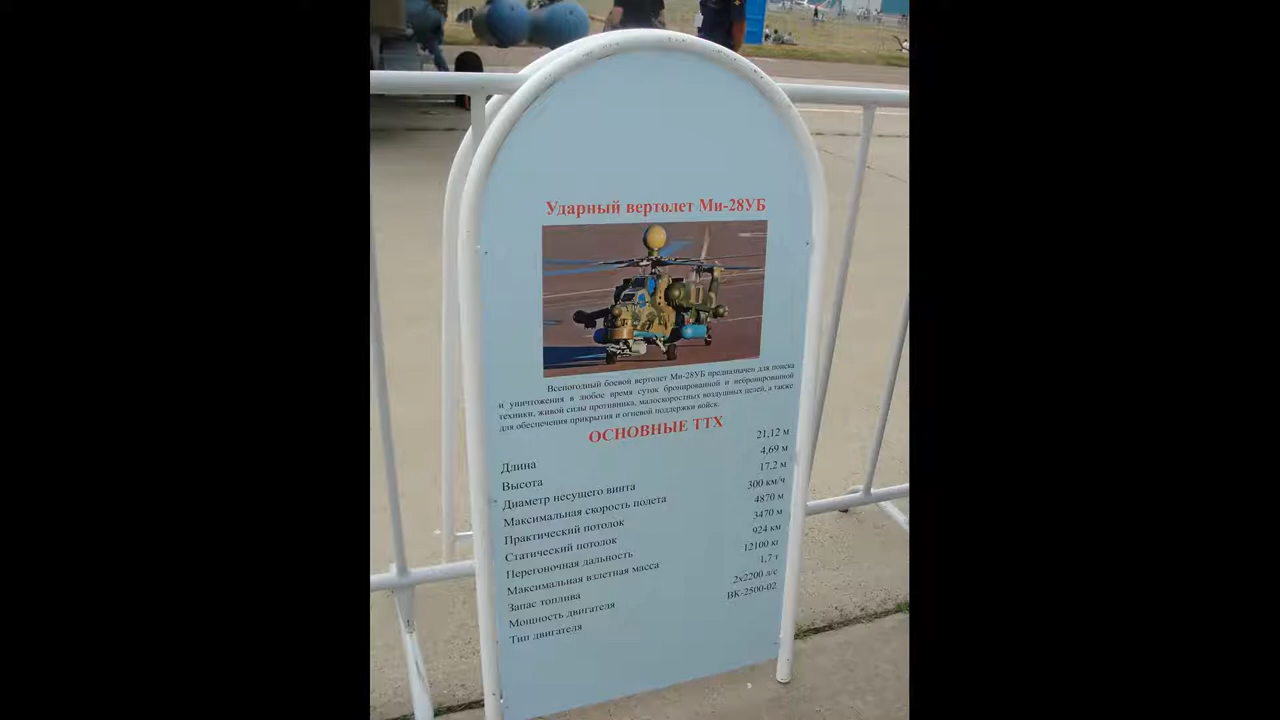 Ударный вертолет Ми-28УБ
Всепогодный боевой вертолет Ми-28УБ предназначен для поиска
и уничтожения в любое время суток бронированной и небронированной
техники, живой силы противника, малоскоростных воздушных целей, а также
для обеспечения прикрытия и огневой поддержки войск.
ОСНОВНЫЕ ТТХ
Длина 21,12 м
Высота 4,69 м
Диаметр несущего винта 17,2 м
Максимальная скорость полета 300 км/ч
Практический потолок 4870 м
Статический потолок 3470 м
Перегоночная дальность 924 км
Максимальная взлетная масса 12100 кг
Запас топлива 1,7 т
Мощность двигателя 2х2200 л/с
Тип двигателя ВК-2500-02